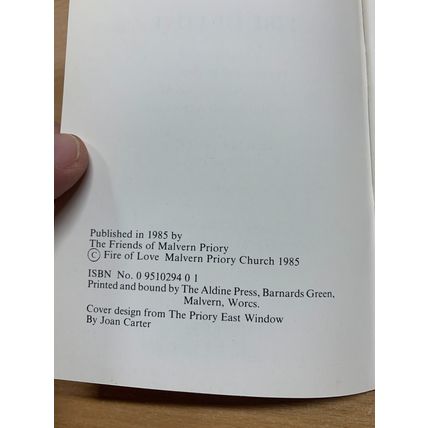 Published in 1985 by
The Friends of Malvern Priory
© Fire of Love Malvern Priory Church 1985
ISBN No. 0 9510294 0 1
Printed and bound by The Aldine Press, Barnards Green,
Malvern, Worcs.
Cover design from The Priory East Window
By Joan Carter